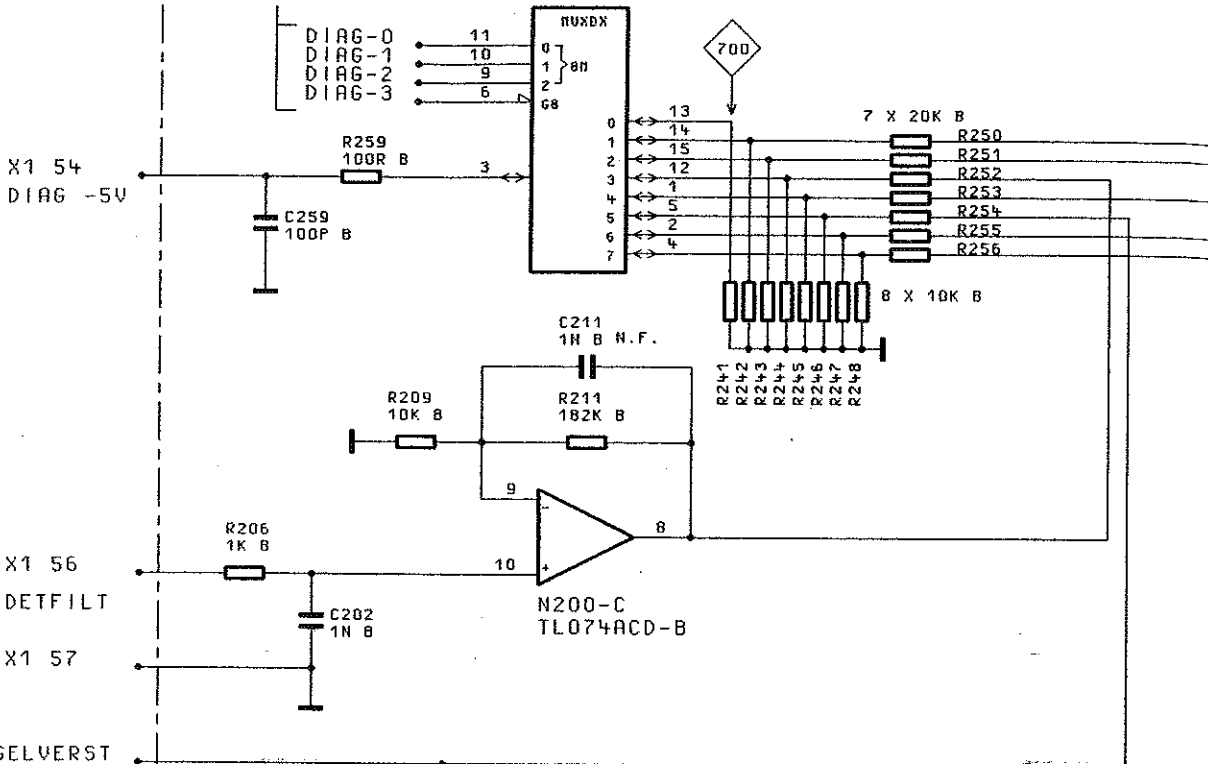 MUXDX
DIAG-0
DIAG-1
DIAG-2
DIAG-3
11
10
9
6
0
1
2
G8
8M
700
X1 54
DIAG -5V
R259
100R B
3
C259
100P B
0
1
2
3
4
5
6
7
13
14
15
12
1
5
2
4
7 X 20K B
R250
R251
R252
R253
R254
R255
R256
8 X 10K B
R241
R242
R243
R244
R245
R246
R247
R248
C211
1N B N.F.
R209
10K B
R211
182K B
9
-
8
10
+
N200-C
TL074ACD-B
R206
1K B
X1 56
DETFILT
C202
1N B
X1 57
GELVERST